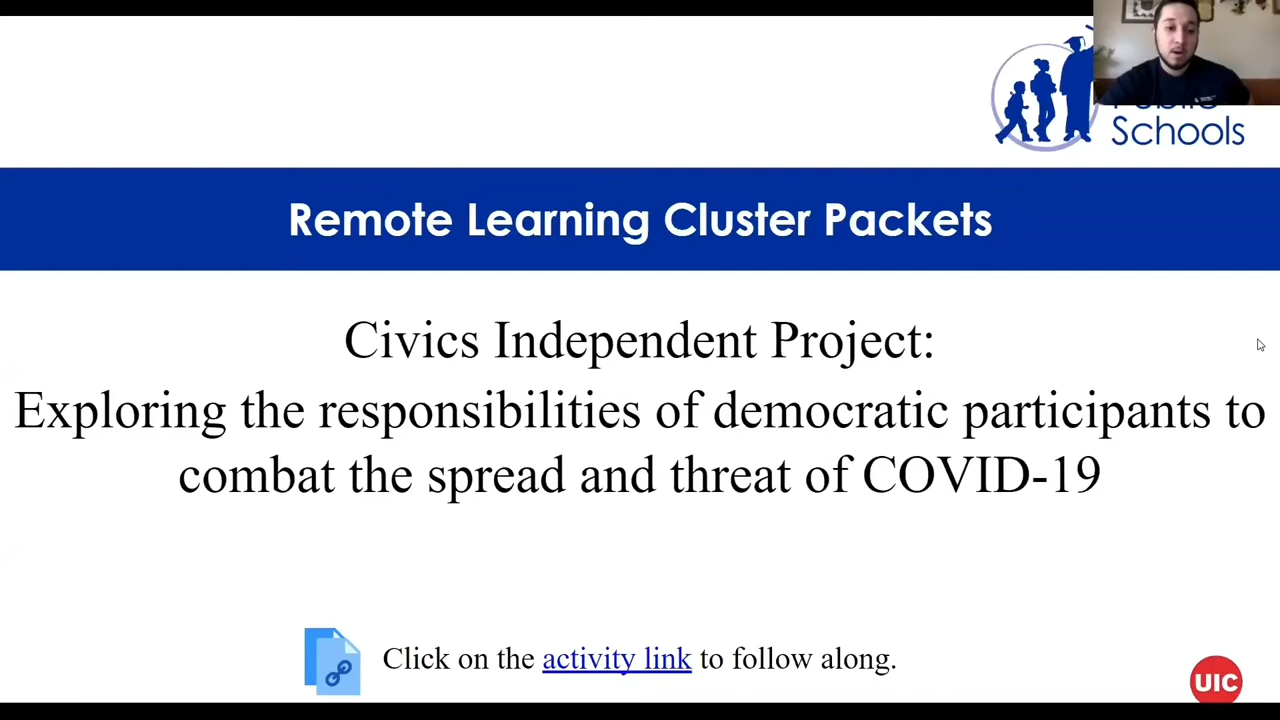 Schools
Remote Learning Cluster Packets
Civics Independent Project:
Exploring the responsibilities of democratic participants to
combat the spread and threat of COVID-19
Click on the activity link to follow along.
UIC